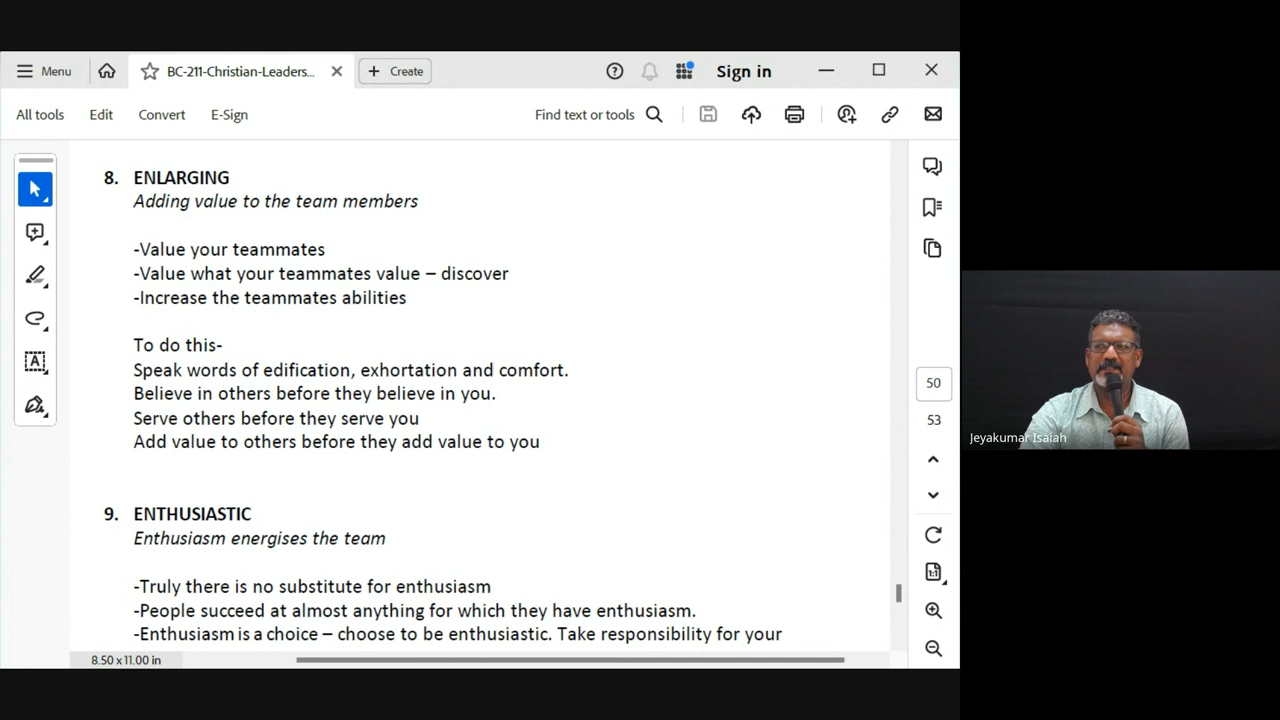 Menu
BC-211-Christian-Leaders...
Create
Sign in
All tools
Edit
Convert
E-Sign
Find text or tools
8. ENLARGING
Adding value to the team members
-Value your teammates
-Value what your teammates value – discover
-Increase the teammates abilities
To do this-
Speak words of edification, exhortation and comfort.
Believe in others before they believe in you.
Serve others before they serve you
Add value to others before they add value to you
9. ENTHUSIASTIC
Enthusiasm energises the team
-Truly there is no substitute for enthusiasm
-People succeed at almost anything for which they have enthusiasm.
-Enthusiasm is a choice – choose to be enthusiastic. Take responsibility for your
8.50 x 11.00 in
50
53
1:1
Jeyakumar Isaiah